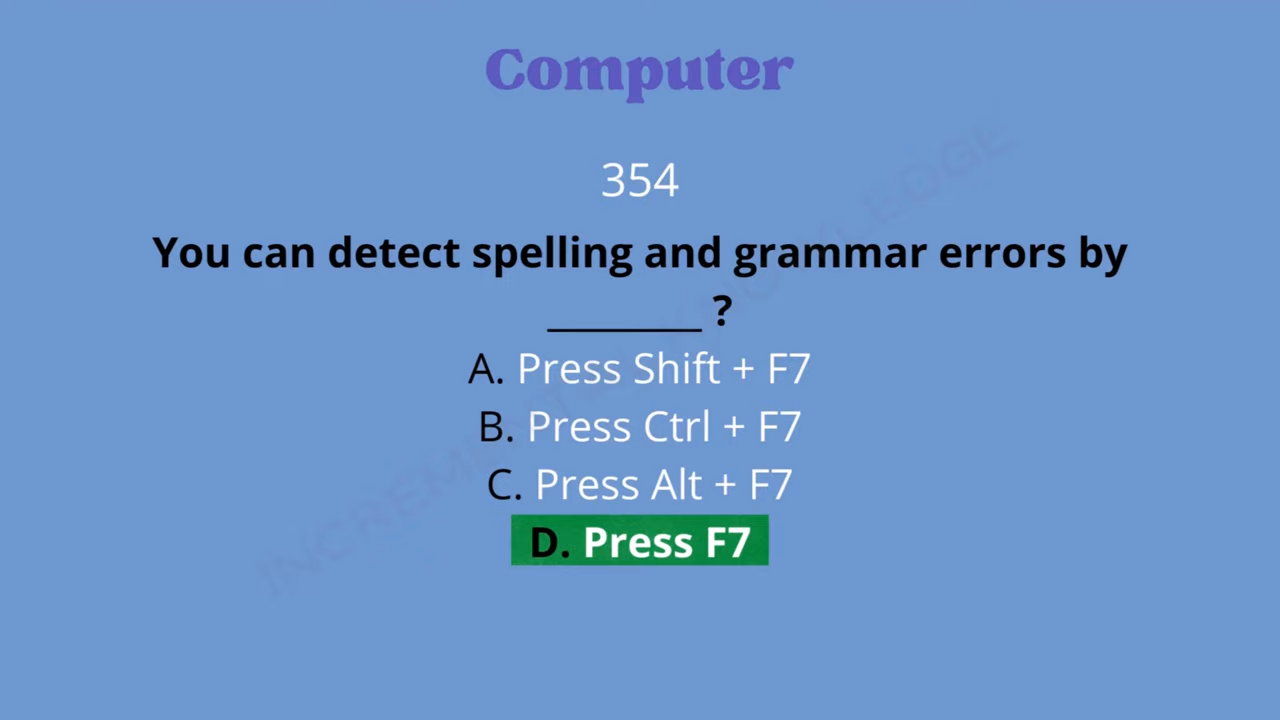 Computer
354
You can detect spelling and grammar errors by
_________ ?
A. Press Shift + F7
B. Press Ctrl + F7
C. Press Alt + F7
D. Press F7